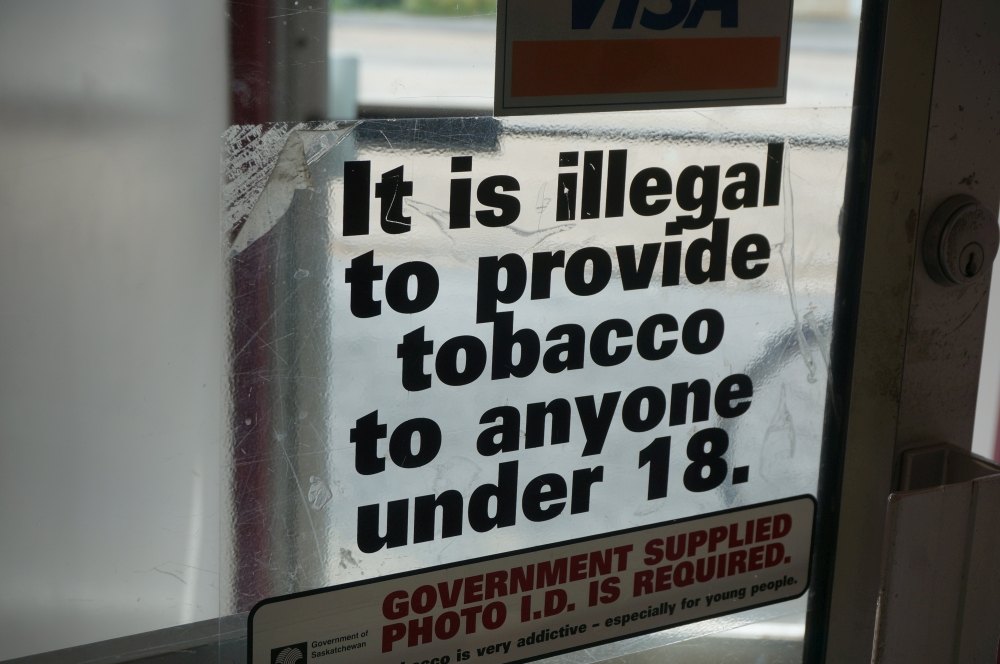 VISA
It is illegal
to provide
tobacco
to anyone
under 18.
GOVERNMENT SUPPLIED
PHOTO I.D. IS REQUIRED.
Government of
Saskatchewan
is very addictive – especially for young people.